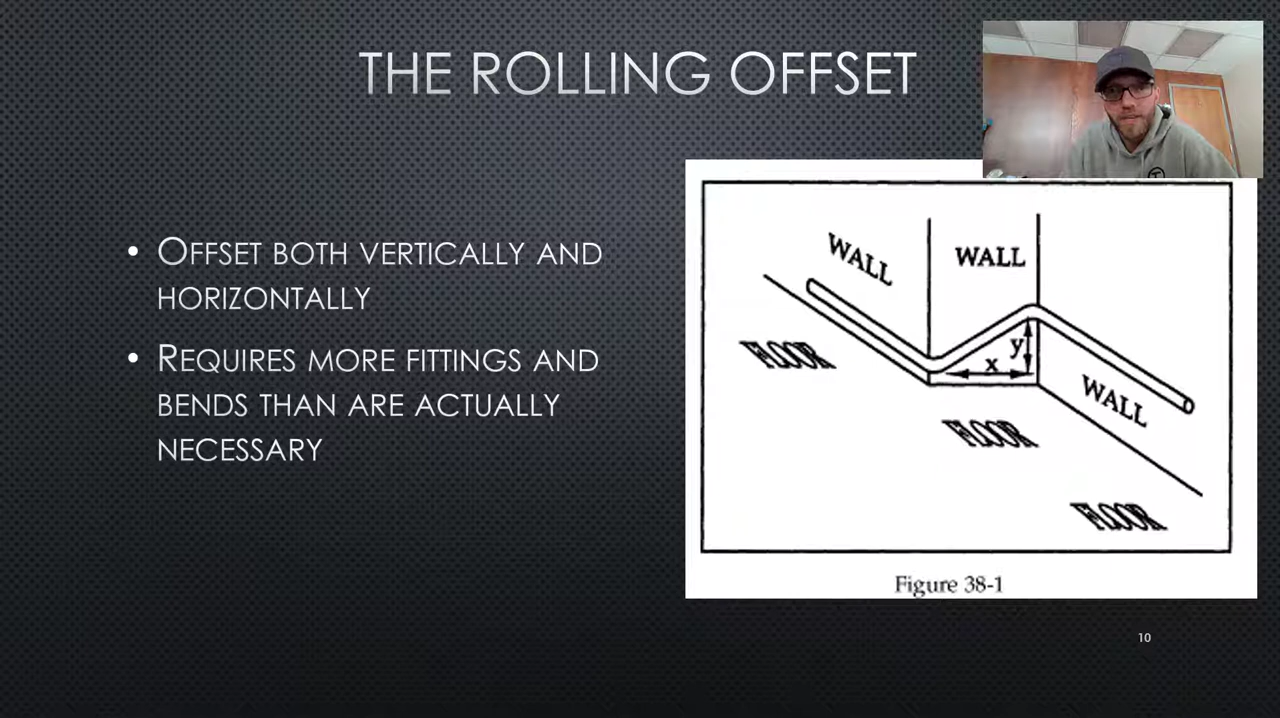 THE ROLLING OFFSET
• OFFSET BOTH VERTICALLY AND
HORIZONTALLY
• REQUIRES MORE FITTINGS AND
BENDS THAN ARE ACTUALLY
NECESSARY
WALL
WALL
FLOOR
y
x
WALL
FLOOR
FLOOR
Figure 38-1
10